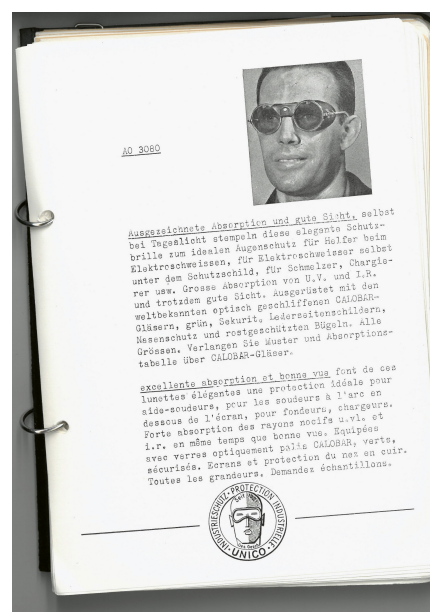 AO 3080
Ausgezeichnete Absorption und gute Sicht, selbst
bei Tageslicht stempeln diese elegante Schutz-
brille zum idealen Augenschutz für Helfer beim
Elektroschweissen, für Elektroschweisser selbst
unter dem Schutzschild, für Schmelzer, Chargie-
rer usw. Grosse Absorption von U.V. und I.R.
und trotzdem gute Sicht. Ausgerüstet mit den
weltbekannten optisch geschliffenen CALOBAR-
Gläsern, grün, Sekurit. Lederseitenschildern,
Nasenschutz und rostgeschützten Bügeln. Alle
Grössen. Verlangen Sie Muster und Absorptions-
tabelle über CALOBAR-Gläser.
excellente absorption et bonne vue font de ces
lunettes élégantes une protection idéale pour
aide-soudeurs, pour les soudeurs à l'arc en
dessous de l'écran, pour fondeurs, chargeurs.
Forte absorption des rayons nocifs u.v. et
i.r. en même temps que bonne vue. Equipées
avec verres optiquement polis CALOBAR, verts,
sécurisés. Ecrans et protection du nez en cuir.
Toutes les grandeurs. Demandez échantillons.
INDUSTRIESCHUTZ · PROTECTION INDUSTRIELLE
· UNICO ·